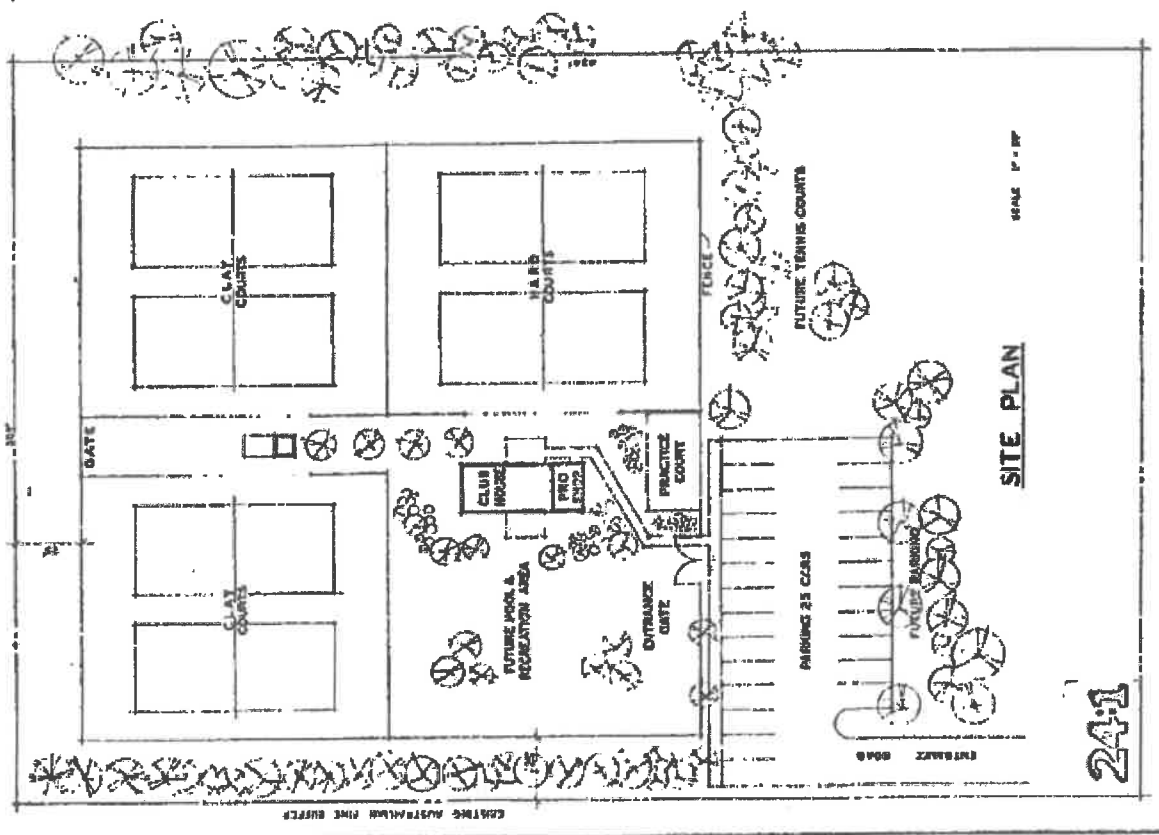 CLAY
COURTS
HARD
COURTS
CLAY
COURTS
GATE
CLUB
HOUSE
PRO
SHOP
PRACTICE
COURT
FENCE
FUTURE TENNIS COURTS
FUTURE POOL &
RECREATION AREA
ENTRANCE
GATE
PARKING 25 CARS
FUTURE PARKING
ENTRANCE
ROAD
EXISTING AUSTRALIAN PINE BUFFER
SITE PLAN
24:1